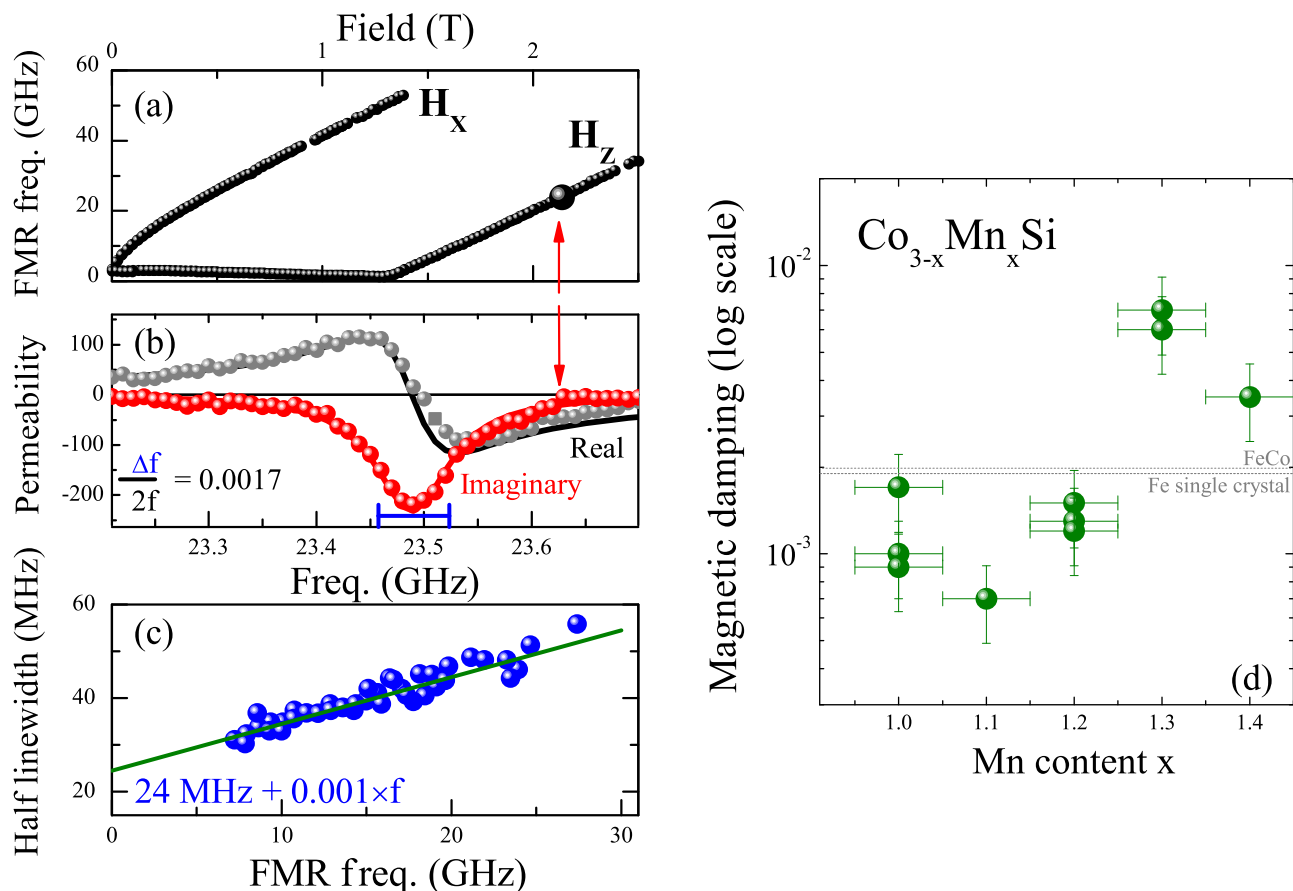 Field (T)
0 1 2
FMR freq. (GHz)
60
40
20
0
(a)
H_x
H_z
Permeability
100
0
-100
-200
(b)
Real
Imaginary
Δf
2f
= 0.0017
23.3 23.4 23.5 23.6
Freq. (GHz)
Half linewidth (MHz)
60
40
20
(c)
24 MHz + 0.001×f
0 10 20 30
FMR freq. (GHz)
Magnetic damping (log scale)
10⁻²
10⁻³
Co₃₋ₓMnₓSi
FeCo
Fe single crystal
(d)
1.0 1.1 1.2 1.3 1.4
Mn content x